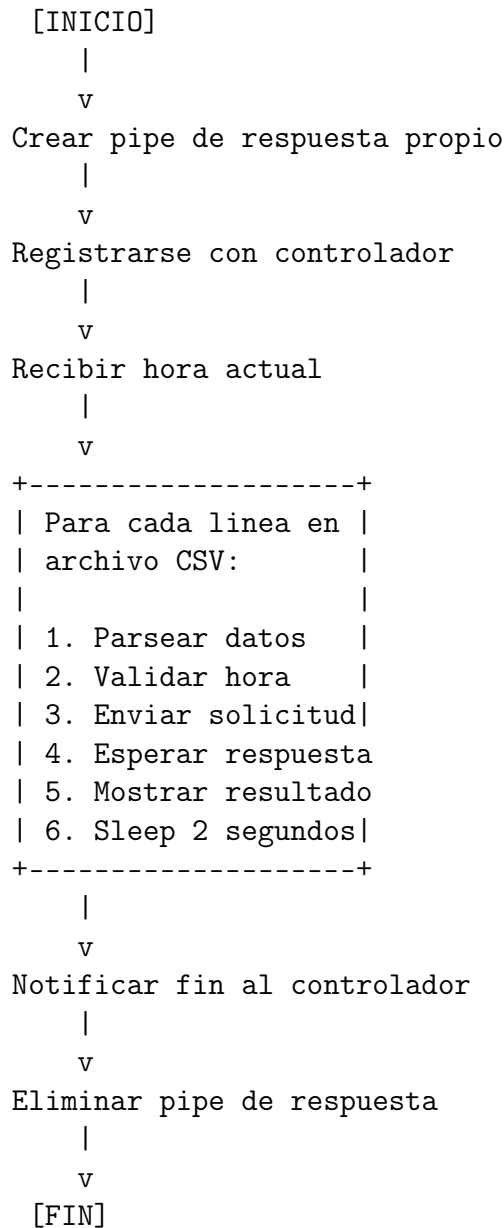 [INICIO]
|
v
Crear pipe de respuesta propio
|
v
Registrarse con controlador
|
v
Recibir hora actual
|
v
+--------------------+
| Para cada linea en |
| archivo CSV:       |
|                    |
| 1. Parsear datos   |
| 2. Validar hora    |
| 3. Enviar solicitud|
| 4. Esperar respuesta
| 5. Mostrar resultado
| 6. Sleep 2 segundos|
+--------------------+
|
v
Notificar fin al controlador
|
v
Eliminar pipe de respuesta
|
v
[FIN]